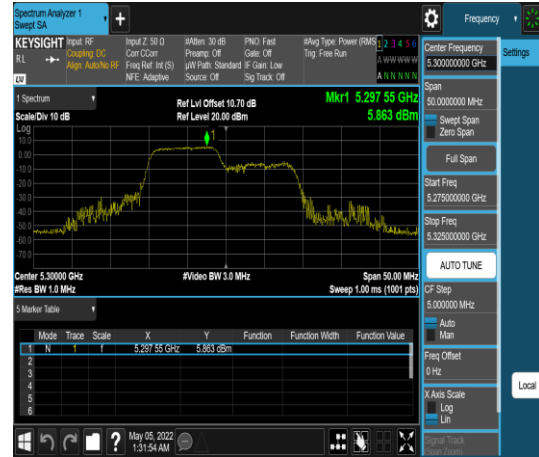 Spectrum Analyzer 1
Swept SA
+
Frequency
KEYSIGHT
RL
LXI
Input: RF
Coupling: DC
Align: Auto/No RF
Input Z: 50 Ω
Corr CCorr
Freq Ref: Int (S)
NFE: Adaptive
#Atten: 30 dB
Preamp: Off
µW Path: Standard
Source: Off
PNO: Fast
Gate: Off
IF Gain: Low
Sig Track: Off
#Avg Type: Power (RMS)
Trig: Free Run
1 2 3 4 5 6
A W W W W W
A N N N N N
1 Spectrum
Scale/Div 10 dB
Log
Ref Lvl Offset 10.70 dB
Ref Level 20.00 dBm
Mkr1 5.297 55 GHz
5.863 dBm
1
10.0
0.00
-10.0
-20.0
-30.0
-40.0
-50.0
-60.0
-70.0
Center 5.30000 GHz
#Res BW 1.0 MHz
#Video BW 3.0 MHz
Span 50.00 MHz
Sweep 1.00 ms (1001 pts)
5 Marker Table
Mode Trace Scale X Y Function Function Width Function Value
1 N 1 f 5.297 55 GHz 5.863 dBm
2
3
4
5
6
May 05, 2022
1:31:54 AM
?
Center Frequency
5.300000000 GHz
Span
50.0000000 MHz
Swept Span
Zero Span
Full Span
Start Freq
5.275000000 GHz
Stop Freq
5.325000000 GHz
AUTO TUNE
CF Step
5.000000 MHz
Auto
Man
Freq Offset
0 Hz
X Axis Scale
Log
Lin
Signal Track
(Span Zoom)
Settings
Local